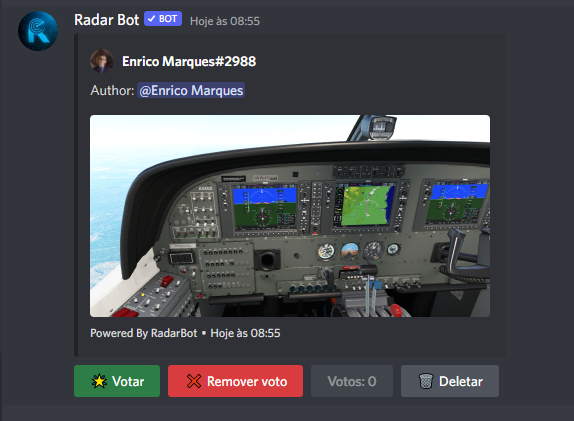 Radar Bot ✓ BOT Hoje às 08:55
Enrico Marques#2988
Author: @Enrico Marques
Powered By RadarBot • Hoje às 08:55
Votar
Remover voto
Votos: 0
Deletar